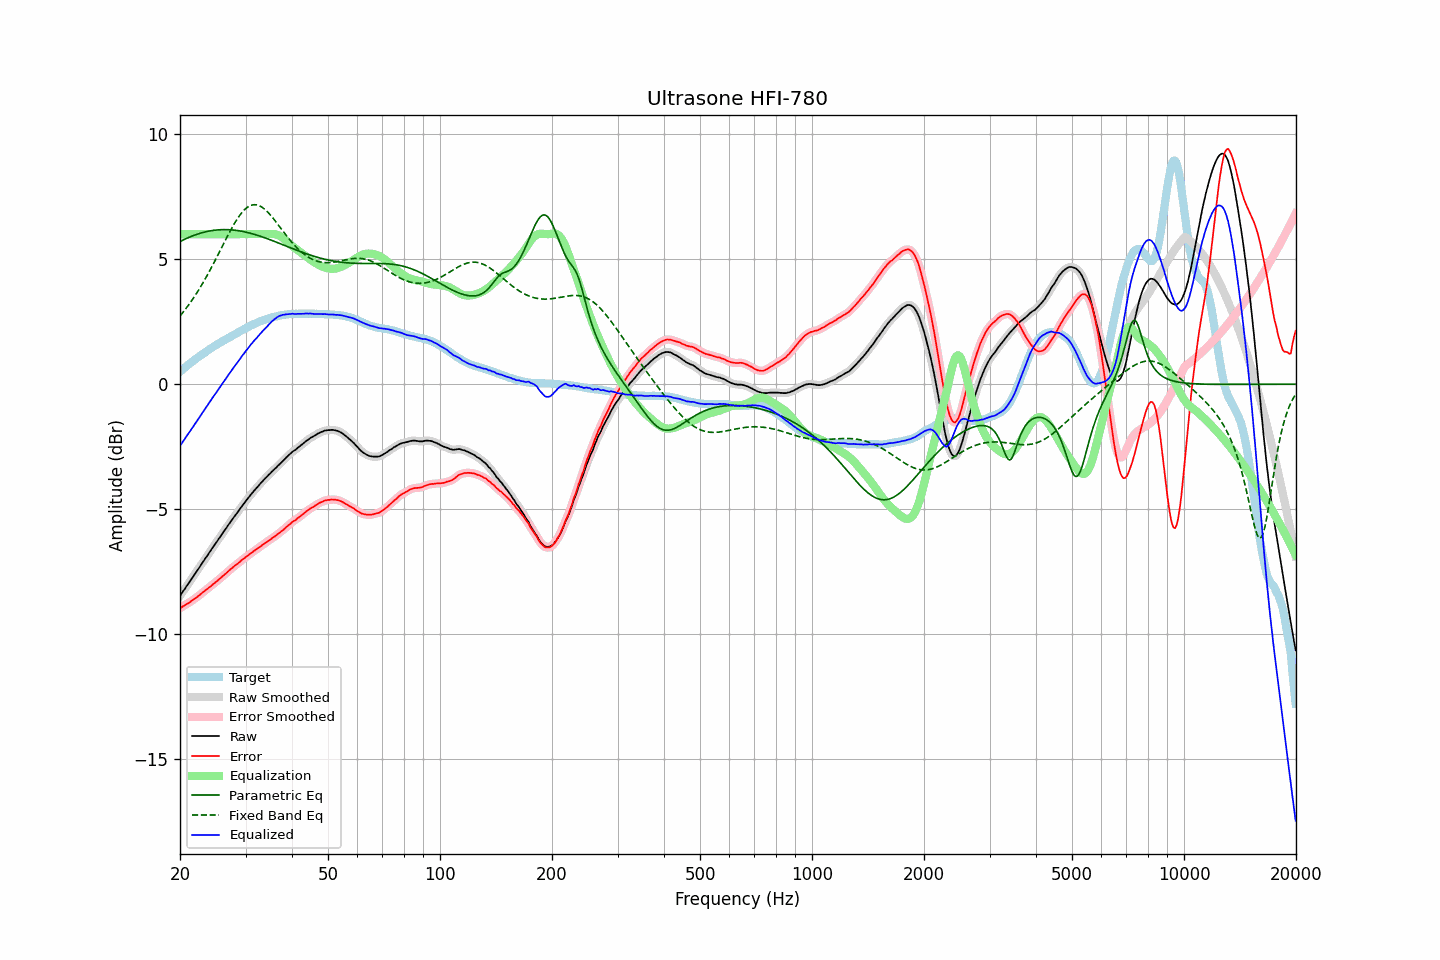 Ultrasone HFI-780
Amplitude (dBr)
10
5
0
−5
−10
−15
Target
Raw Smoothed
Error Smoothed
Raw
Error
Equalization
Parametric Eq
Fixed Band Eq
Equalized
20 50 100 200 500 1000 2000 5000 10000 20000
Frequency (Hz)